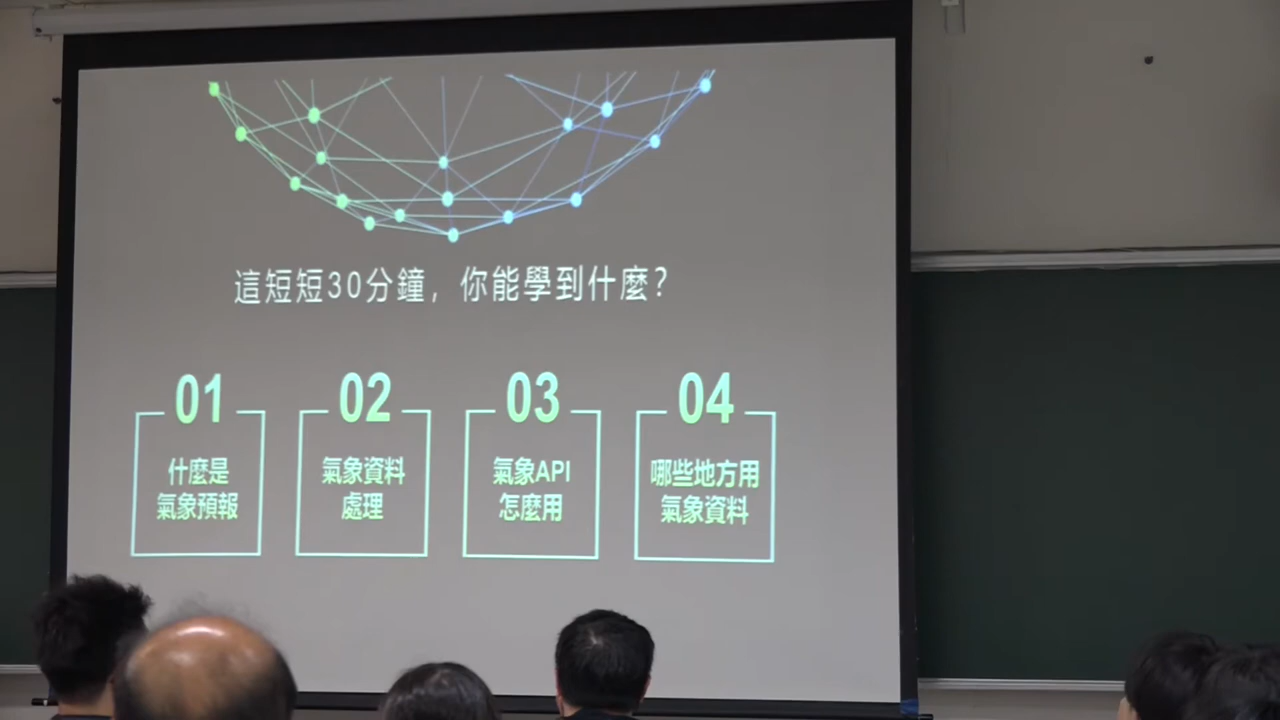 這短短30分鐘，你能學到什麼？
01
什麼是
氣象預報
02
氣象資料
處理
03
氣象API
怎麼用
04
哪些地方用
氣象資料